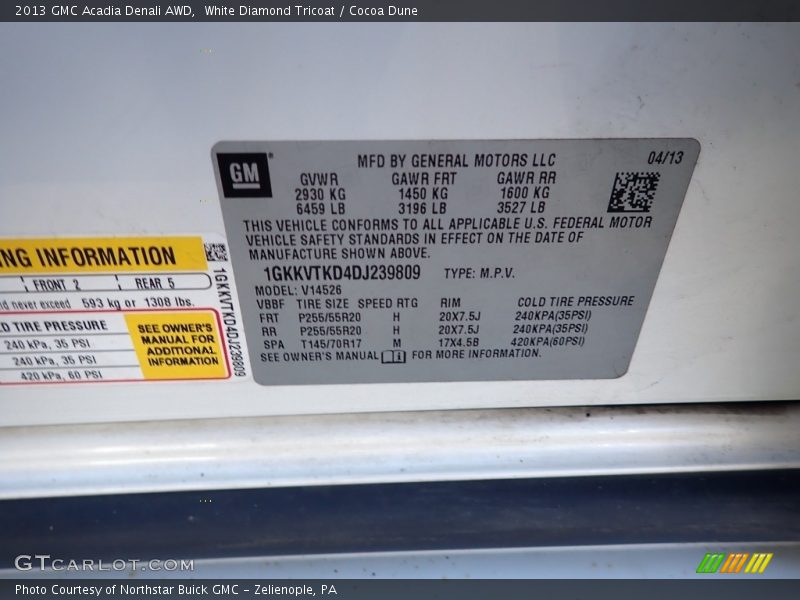 2013 GMC Acadia Denali AWD, White Diamond Tricoat / Cocoa Dune
GM
MFD BY GENERAL MOTORS LLC
04/13
GVWR GAWR FRT GAWR RR
2930 KG 1450 KG 1600 KG
6459 LB 3196 LB 3527 LB
THIS VEHICLE CONFORMS TO ALL APPLICABLE U.S. FEDERAL MOTOR
VEHICLE SAFETY STANDARDS IN EFFECT ON THE DATE OF
MANUFACTURE SHOWN ABOVE.
1GKKVTKD4DJ239809 TYPE: M.P.V.
MODEL: V14526
VBBF TIRE SIZE SPEED RTG RIM COLD TIRE PRESSURE
FRT P255/55R20 H 20X7.5J 240KPA(35PSI)
RR P255/55R20 H 20X7.5J 240KPA(35PSI)
SPA T145/70R17 M 17X4.5B 420KPA(60PSI)
SEE OWNER'S MANUAL FOR MORE INFORMATION.
NG INFORMATION
FRONT 2 REAR 5
nd never exceed 593 kg or 1308 lbs.
LD TIRE PRESSURE
240 kPa, 35 PSI
240 kPa, 35 PSI
420 kPa, 60 PSI
SEE OWNER'S
MANUAL FOR
ADDITIONAL
INFORMATION
1GKKVTKD4DJ239809
GTCARLOT.COM
Photo Courtesy of Northstar Buick GMC - Zelienople, PA